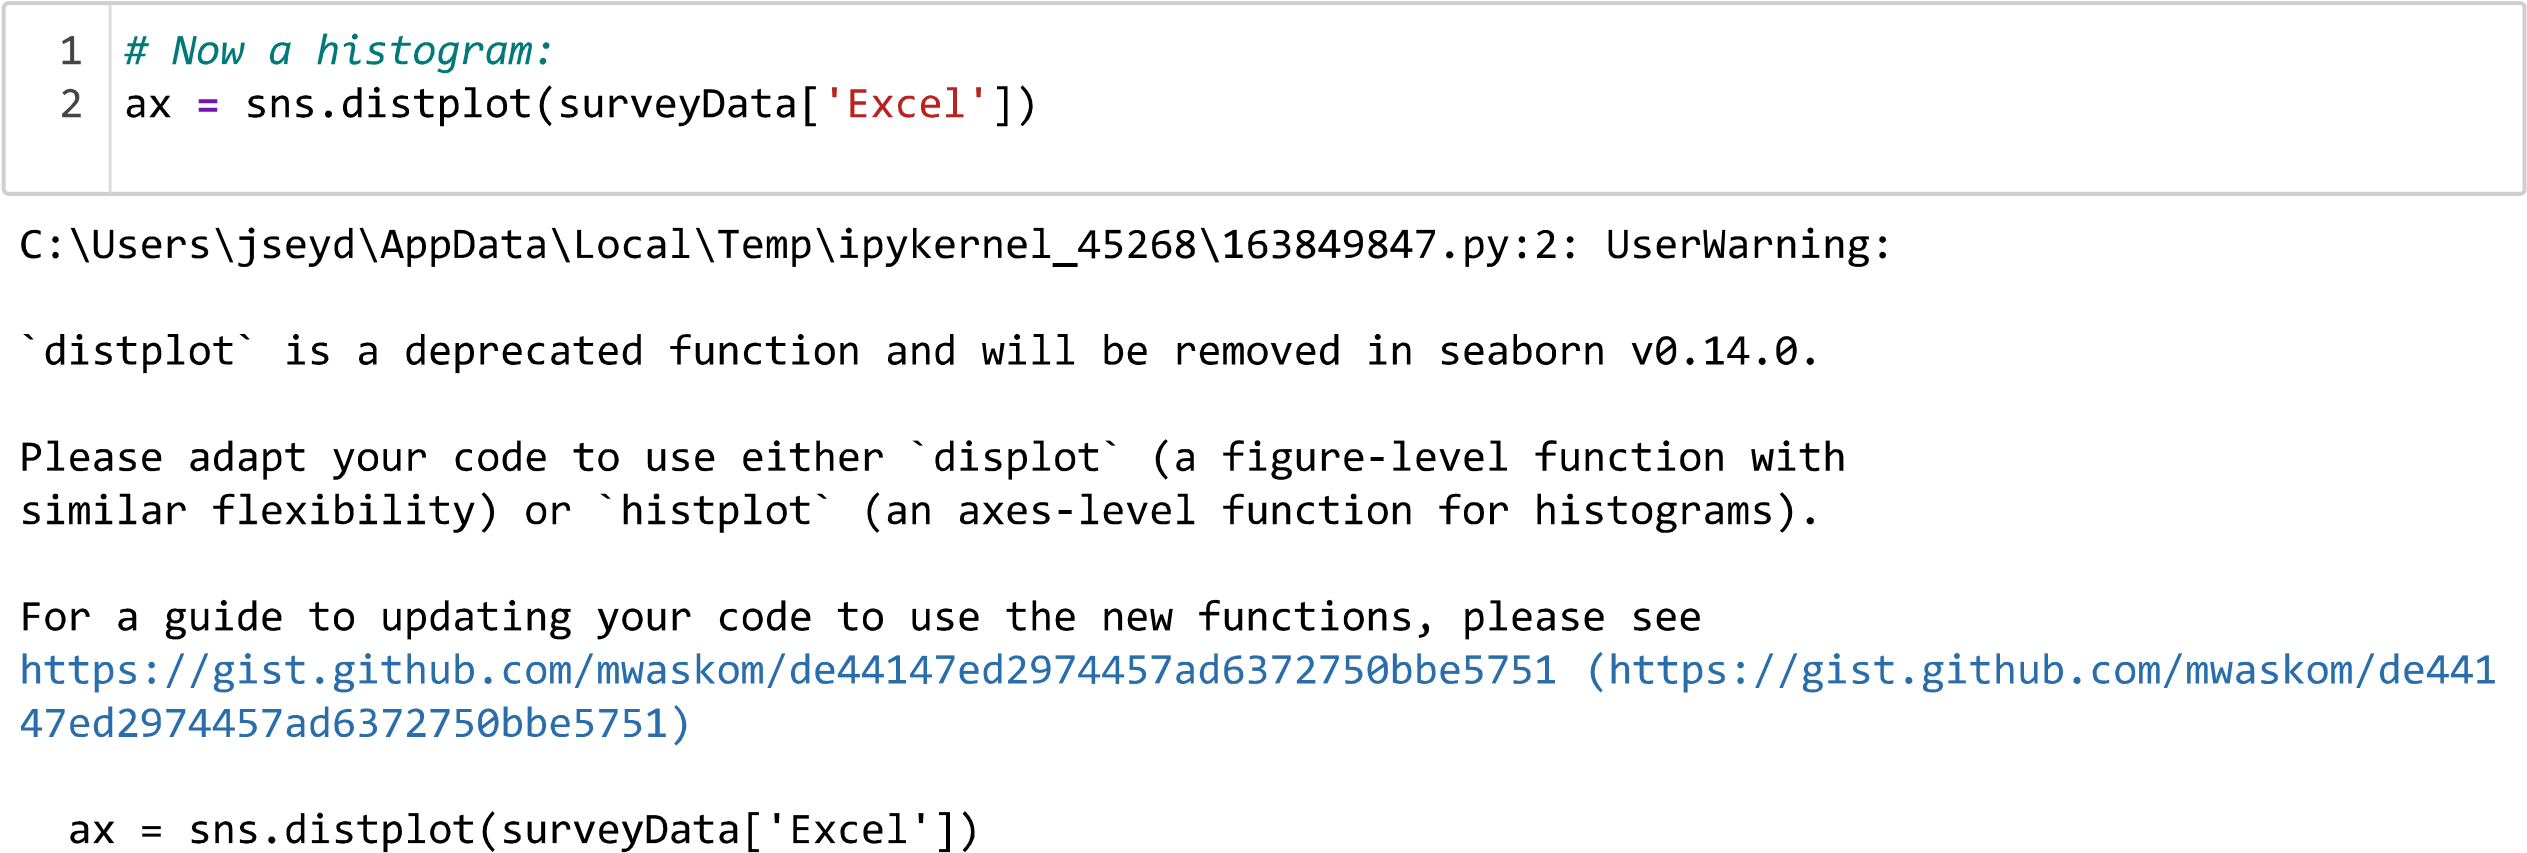 1 # Now a histogram:
2 ax = sns.distplot(surveyData['Excel'])
C:\Users\jseyd\AppData\Local\Temp\ipykernel_45268\163849847.py:2: UserWarning:
`distplot` is a deprecated function and will be removed in seaborn v0.14.0.
Please adapt your code to use either `displot` (a figure-level function with
similar flexibility) or `histplot` (an axes-level function for histograms).
For a guide to updating your code to use the new functions, please see
https://gist.github.com/mwaskom/de44147ed2974457ad6372750bbe5751 (https://gist.github.com/mwaskom/de441
47ed2974457ad6372750bbe5751)
ax = sns.distplot(surveyData['Excel'])